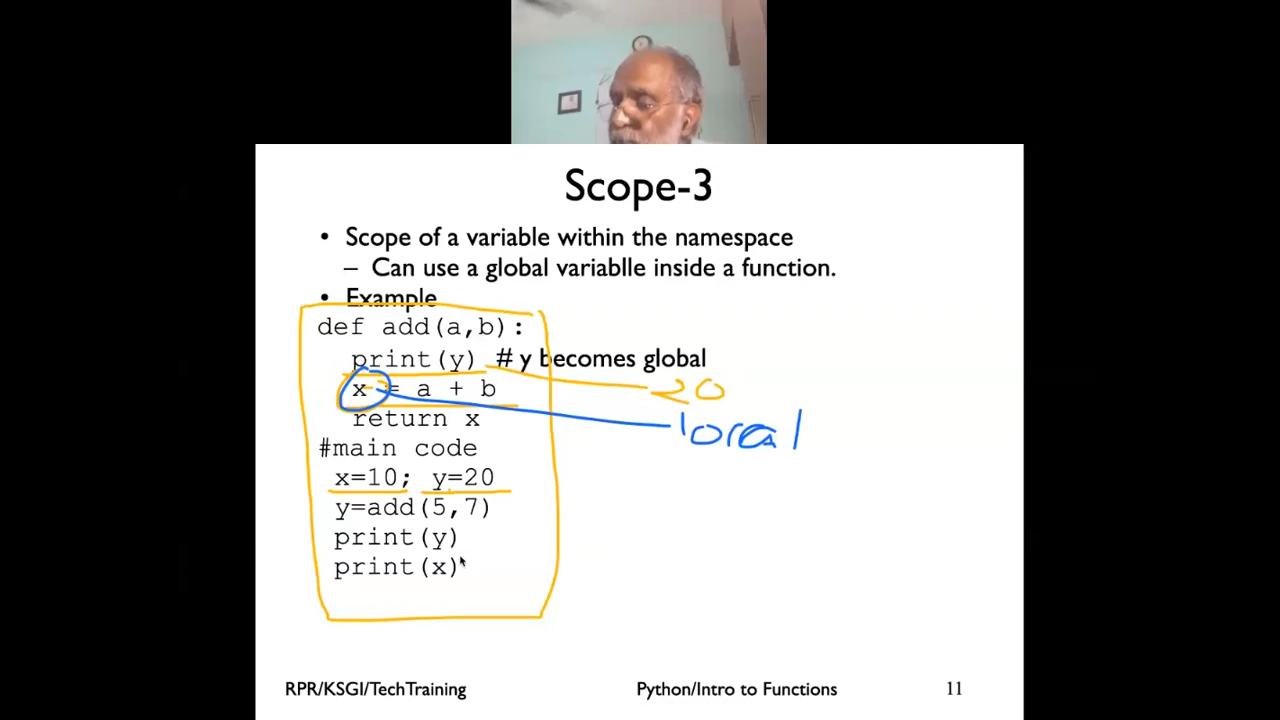 Scope-3
• Scope of a variable within the namespace
– Can use a global variablle inside a function.
• Example
def add(a,b):
print(y) # y becomes global
x = a + b
20
return x
local
#main code
x=10; y=20
y=add(5,7)
print(y)
print(x)
RPR/KSGI/TechTraining Python/Intro to Functions 11